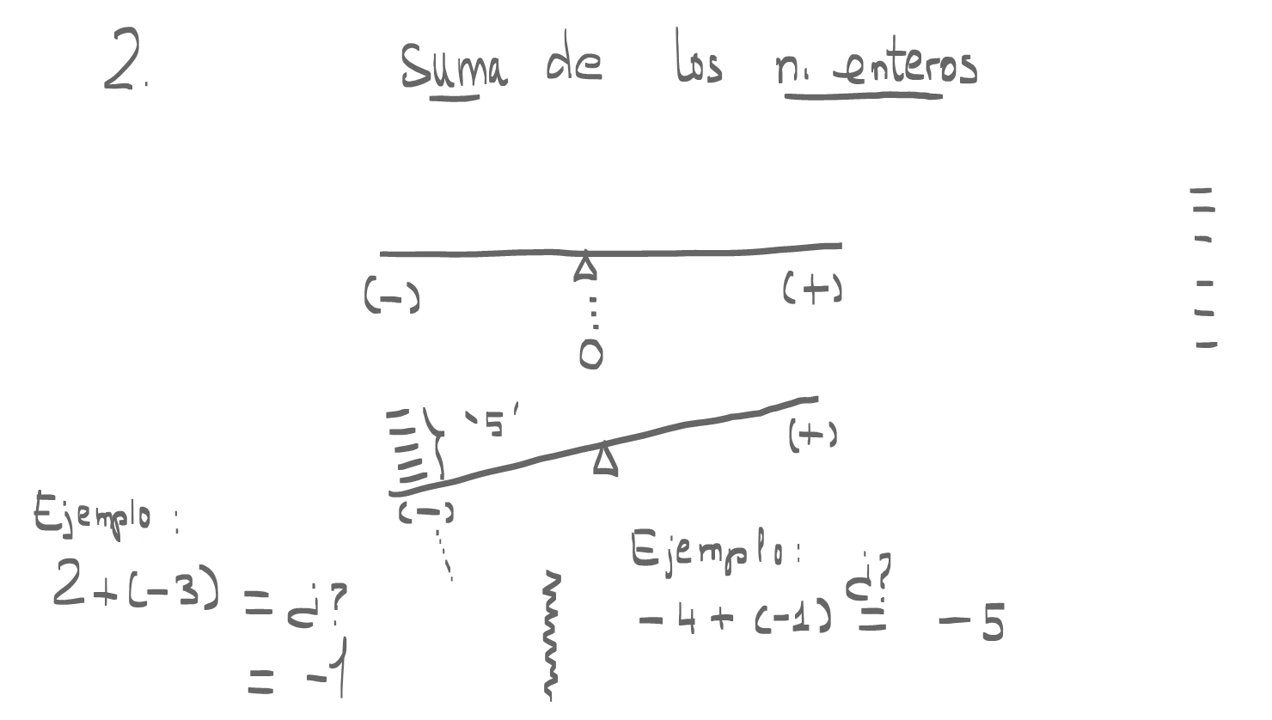 2. Suma de los n. enteros
(-) (+)
0
'5'
(+)
(-)
Ejemplo:
2+(-3) = ¿?
= -1
Ejemplo:
-4+(-1) ¿?= -5